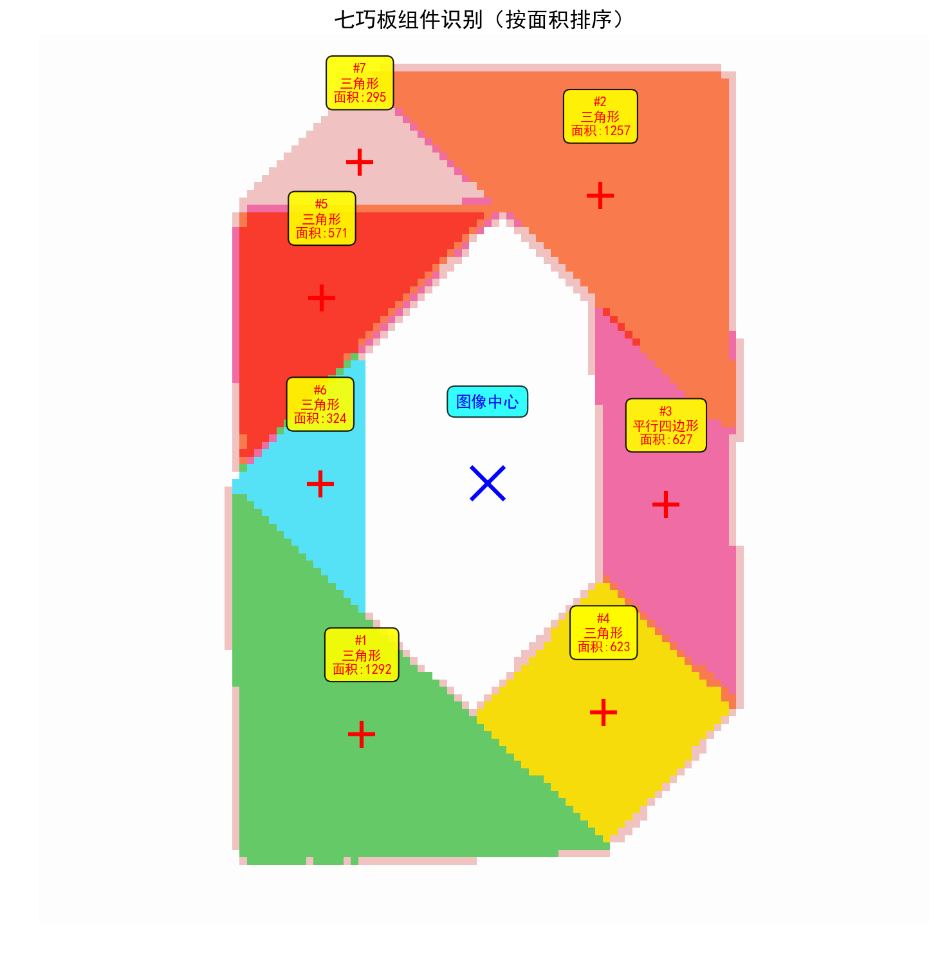 七巧板组件识别（按面积排序）
#7
三角形
面积:295
#2
三角形
面积:1257
#5
三角形
面积:571
#6
三角形
面积:324
图像中心
#3
平行四边形
面积:627
#4
三角形
面积:623
#1
三角形
面积:1292